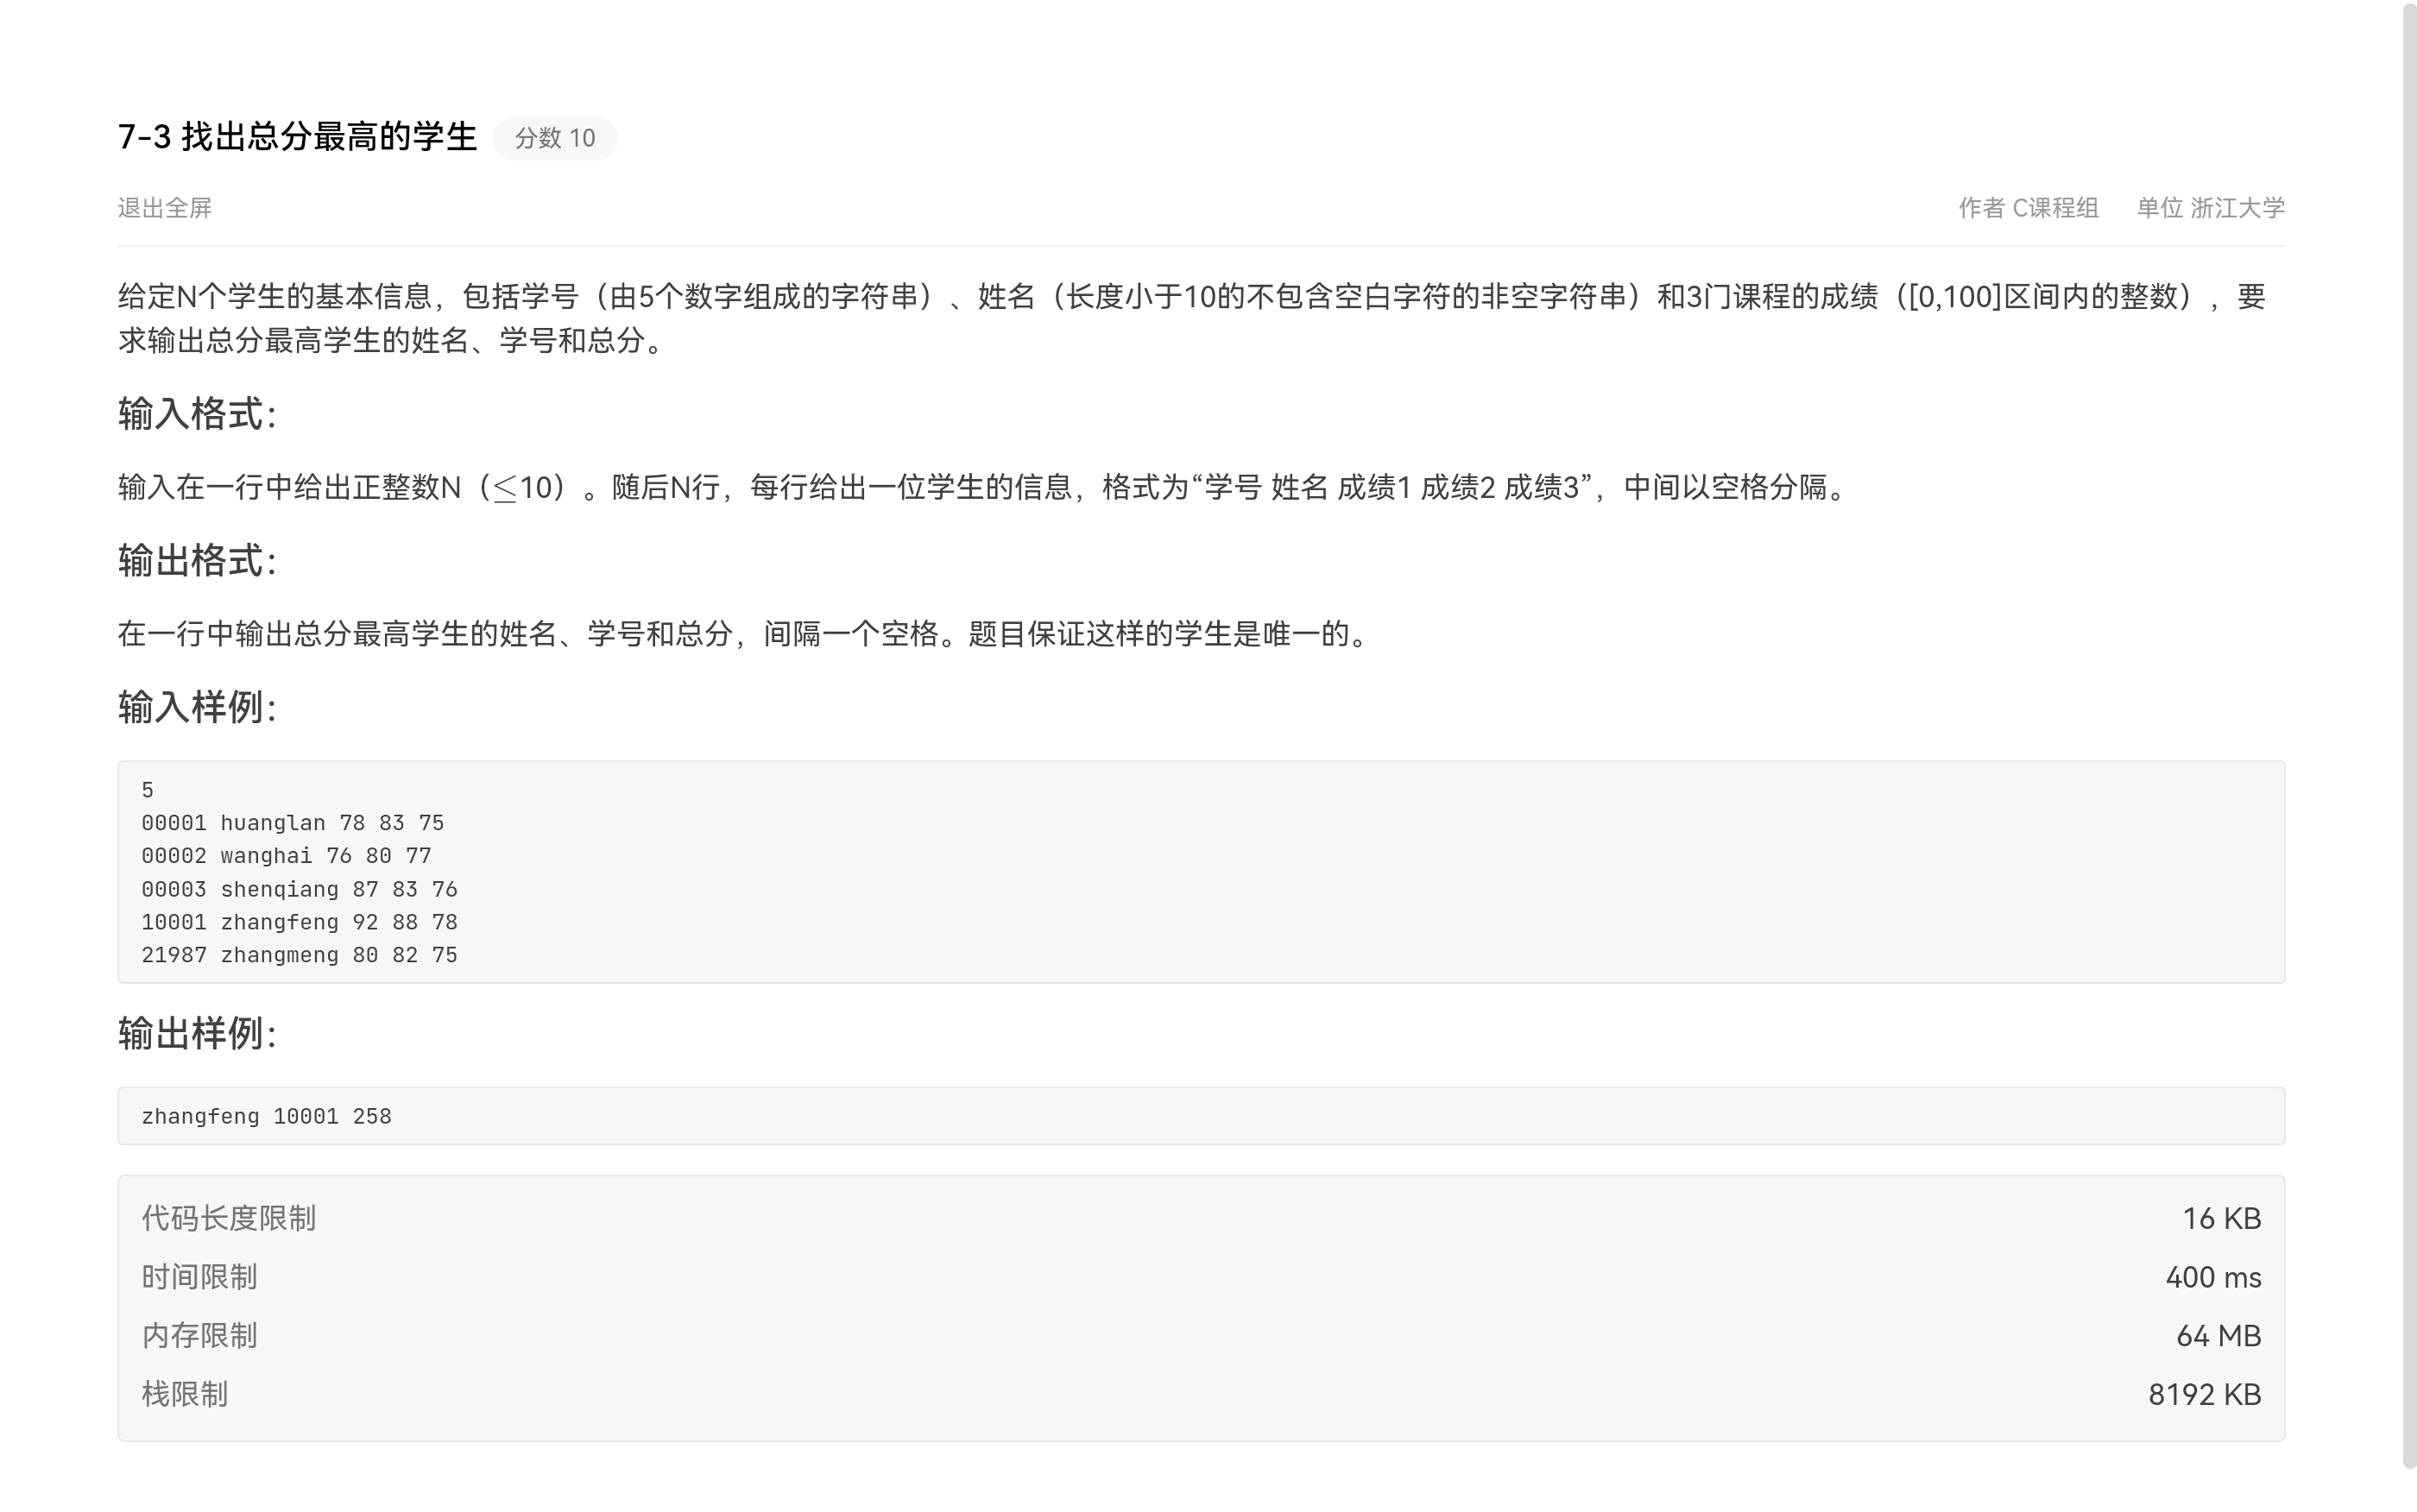 7-3 找出总分最高的学生 分数 10
退出全屏 作者 C课程组 单位 浙江大学
给定N个学生的基本信息，包括学号（由5个数字组成的字符串）、姓名（长度小于10的不包含空白字符的非空字符串）和3门课程的成绩（[0,100]区间内的整数），要
求输出总分最高学生的姓名、学号和总分。
输入格式：
输入在一行中给出正整数N（≤10）。随后N行，每行给出一位学生的信息，格式为“学号 姓名 成绩1 成绩2 成绩3”，中间以空格分隔。
输出格式：
在一行中输出总分最高学生的姓名、学号和总分，间隔一个空格。题目保证这样的学生是唯一的。
输入样例：
5
00001 huanglan 78 83 75
00002 wanghai 76 80 77
00003 shenqiang 87 83 76
10001 zhangfeng 92 88 78
21987 zhangmeng 80 82 75
输出样例：
zhangfeng 10001 258
代码长度限制 16 KB
时间限制 400 ms
内存限制 64 MB
栈限制 8192 KB